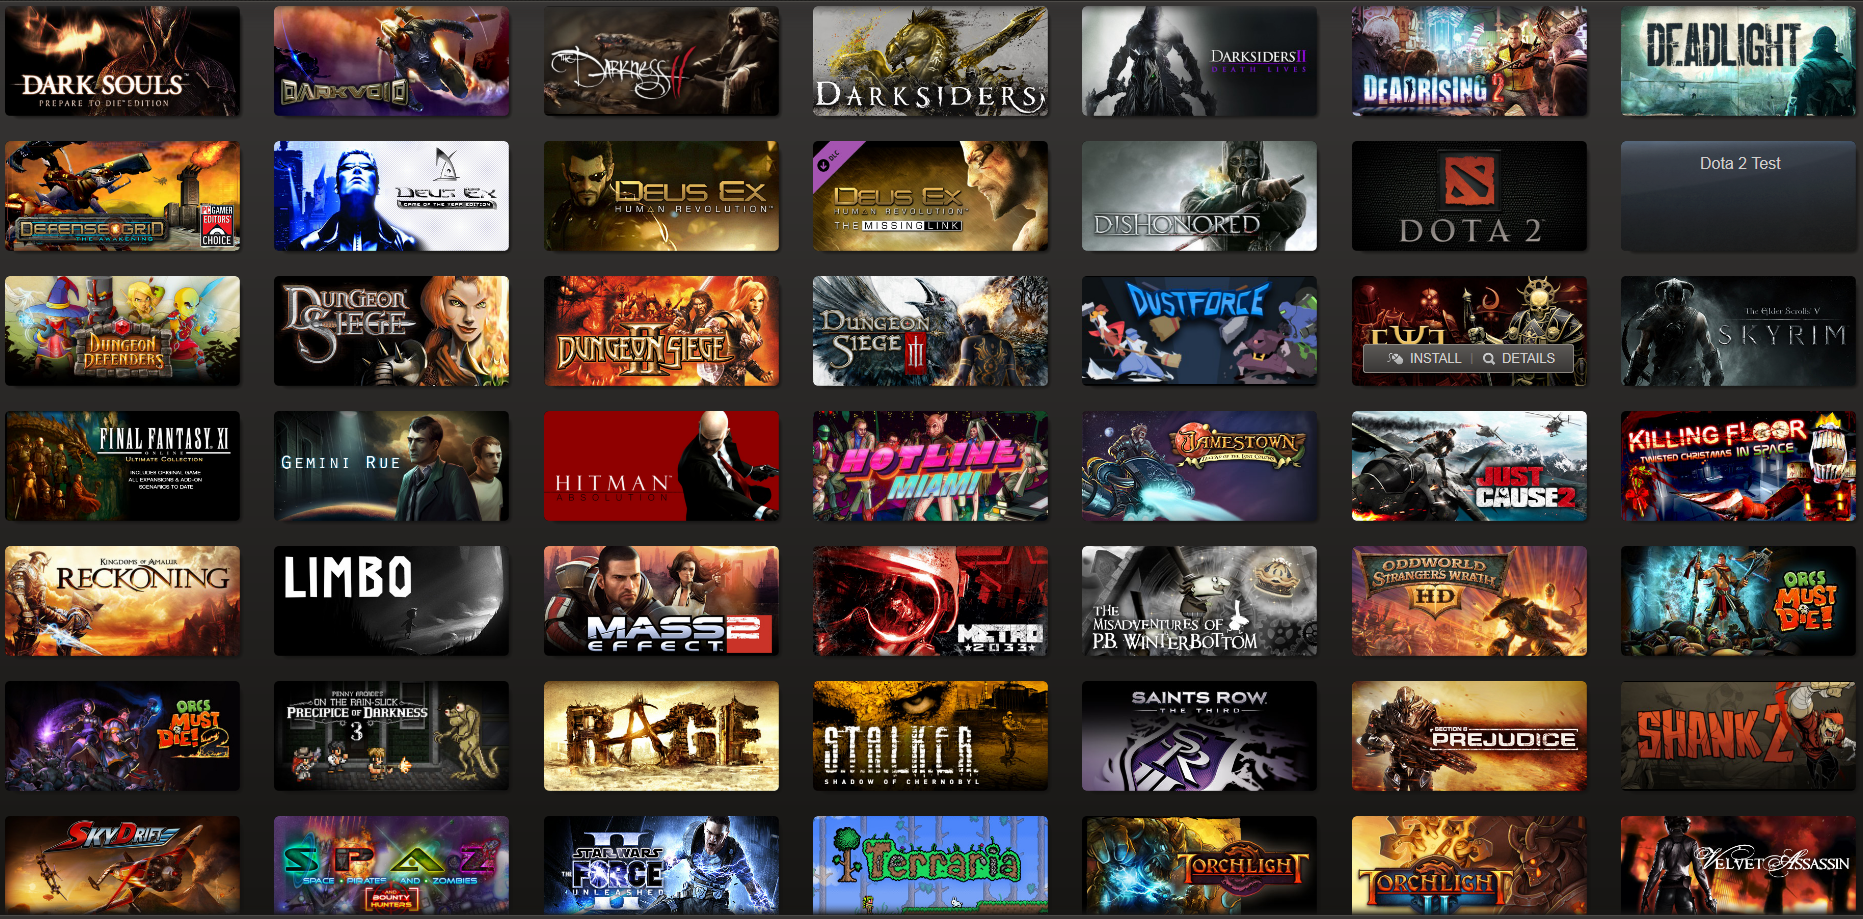 DARK SOULS™
PREPARE TO DIE™ EDITION
DARKVOID
THE DARKNESS II
DARKSIDERS
DARKSIDERS II
DEATH LIVES
DEADRISING 2
DEADLIGHT
DEFENSE GRID
THE AWAKENING
PC GAMER
EDITORS'
CHOICE
DEUS EX
GAME OF THE YEAR EDITION
DEUS EX
HUMAN REVOLUTION™
DLC
DEUS EX
HUMAN REVOLUTION™
THE MISSING LINK
DISHONORED
DOTA 2
Dota 2 Test
DUNGEON
DEFENDERS
DUNGEON
SIEGE
DUNGEON SIEGE
II
DUNGEON
SIEGE III
DUSTFORCE
INSTALL | DETAILS
The Elder Scrolls V
SKYRIM
FINAL FANTASY XI
ONLINE
ULTIMATE COLLECTION
INCLUDES ORIGINAL GAME
ALL EXPANSIONS & ADD-ON
SCENARIOS TO DATE
GEMINI RUE
HITMAN™
ABSOLUTION
HOTLINE
MIAMI
JAMESTOWN
LEGEND OF THE LOST COLONY
JUST
CAUSE 2
KILLING FLOOR
TWISTED CHRISTMAS IN SPACE
KINGDOMS OF AMALUR
RECKONING
LIMBO
MASS
EFFECT 2
METRO
2033
THE
MISADVENTURES OF
P.B. WINTERBOTTOM
ODDWORLD
STRANGER'S WRATH
HD
ORCS
MUST
DIE!
ORCS
MUST
DIE! 2
PENNY ARCADE'S
ON THE RAIN-SLICK
PRECIPICE OF DARKNESS
3
RAGE
S.T.A.L.K.E.R.
SHADOW OF CHERNOBYL
SAINTS ROW
THE THIRD
SR
SECTION 8
PREJUDICE
SHANK 2
SKYDRIFT
SPAZ
SPACE · PIRATES · AND · ZOMBIES
AND
BOUNTY
HUNTERS
II
STAR WARS
THE FORCE
UNLEASHED
II
Terraria
TORCHLIGHT
TORCHLIGHT
II
VELVET ASSASSIN